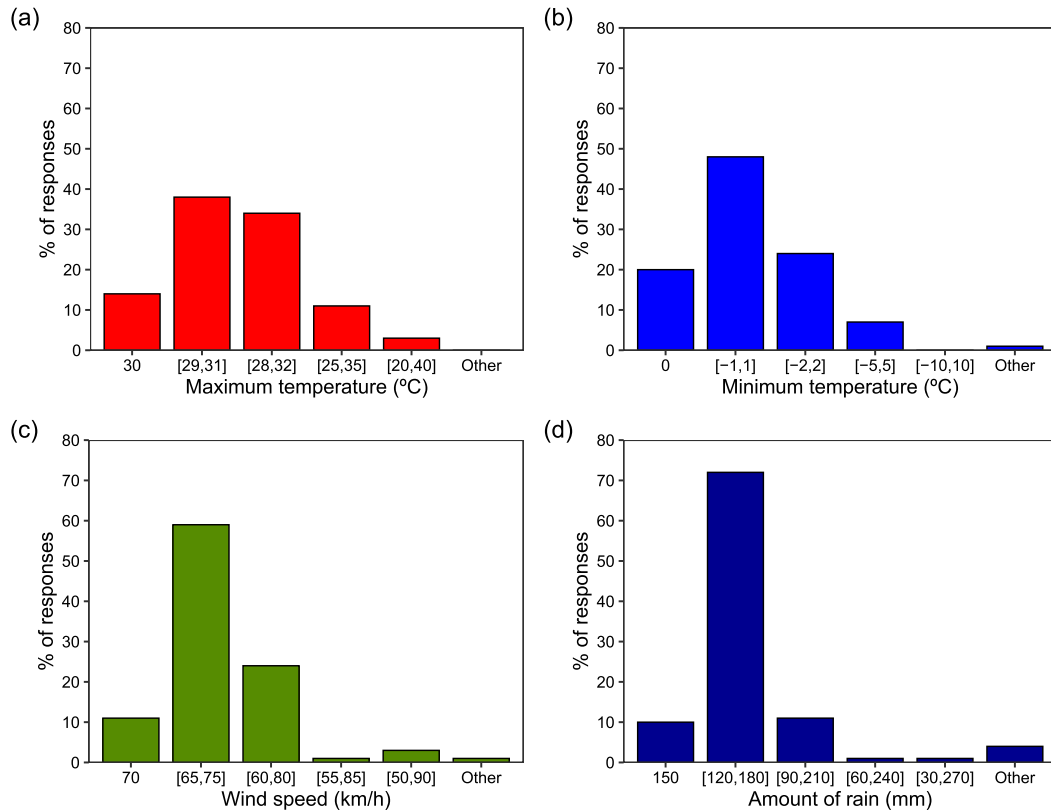 (a)
80
70
60
50
40
30
20
10
0
% of responses
30 [29,31] [28,32] [25,35] [20,40] Other
Maximum temperature (ºC)
(b)
80
70
60
50
40
30
20
10
0
% of responses
0 [−1,1] [−2,2] [−5,5] [−10,10] Other
Minimum temperature (ºC)
(c)
80
70
60
50
40
30
20
10
0
% of responses
70 [65,75] [60,80] [55,85] [50,90] Other
Wind speed (km/h)
(d)
80
70
60
50
40
30
20
10
0
% of responses
150 [120,180] [90,210] [60,240] [30,270] Other
Amount of rain (mm)